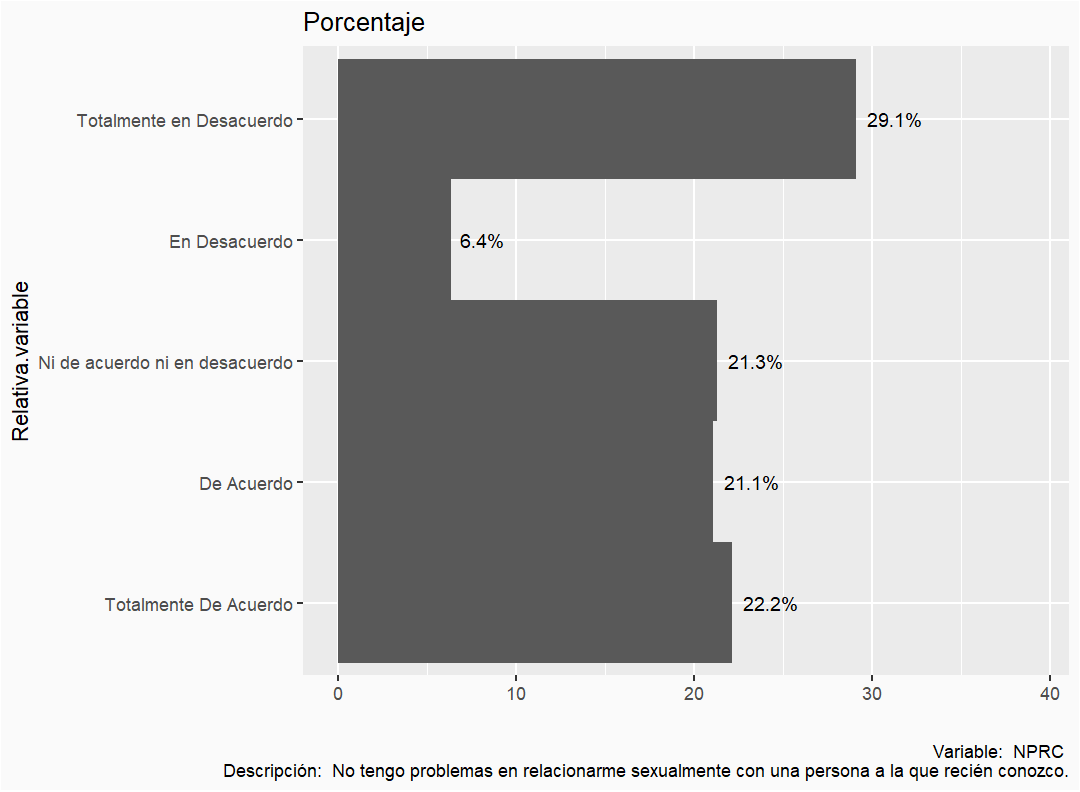 Porcentaje
Totalmente en Desacuerdo
29.1%
En Desacuerdo
6.4%
Relativa.variable
Ni de acuerdo ni en desacuerdo
21.3%
De Acuerdo
21.1%
Totalmente De Acuerdo
22.2%
0 10 20 30 40
Variable: NPRC
Descripción: No tengo problemas en relacionarme sexualmente con una persona a la que recién conozco.